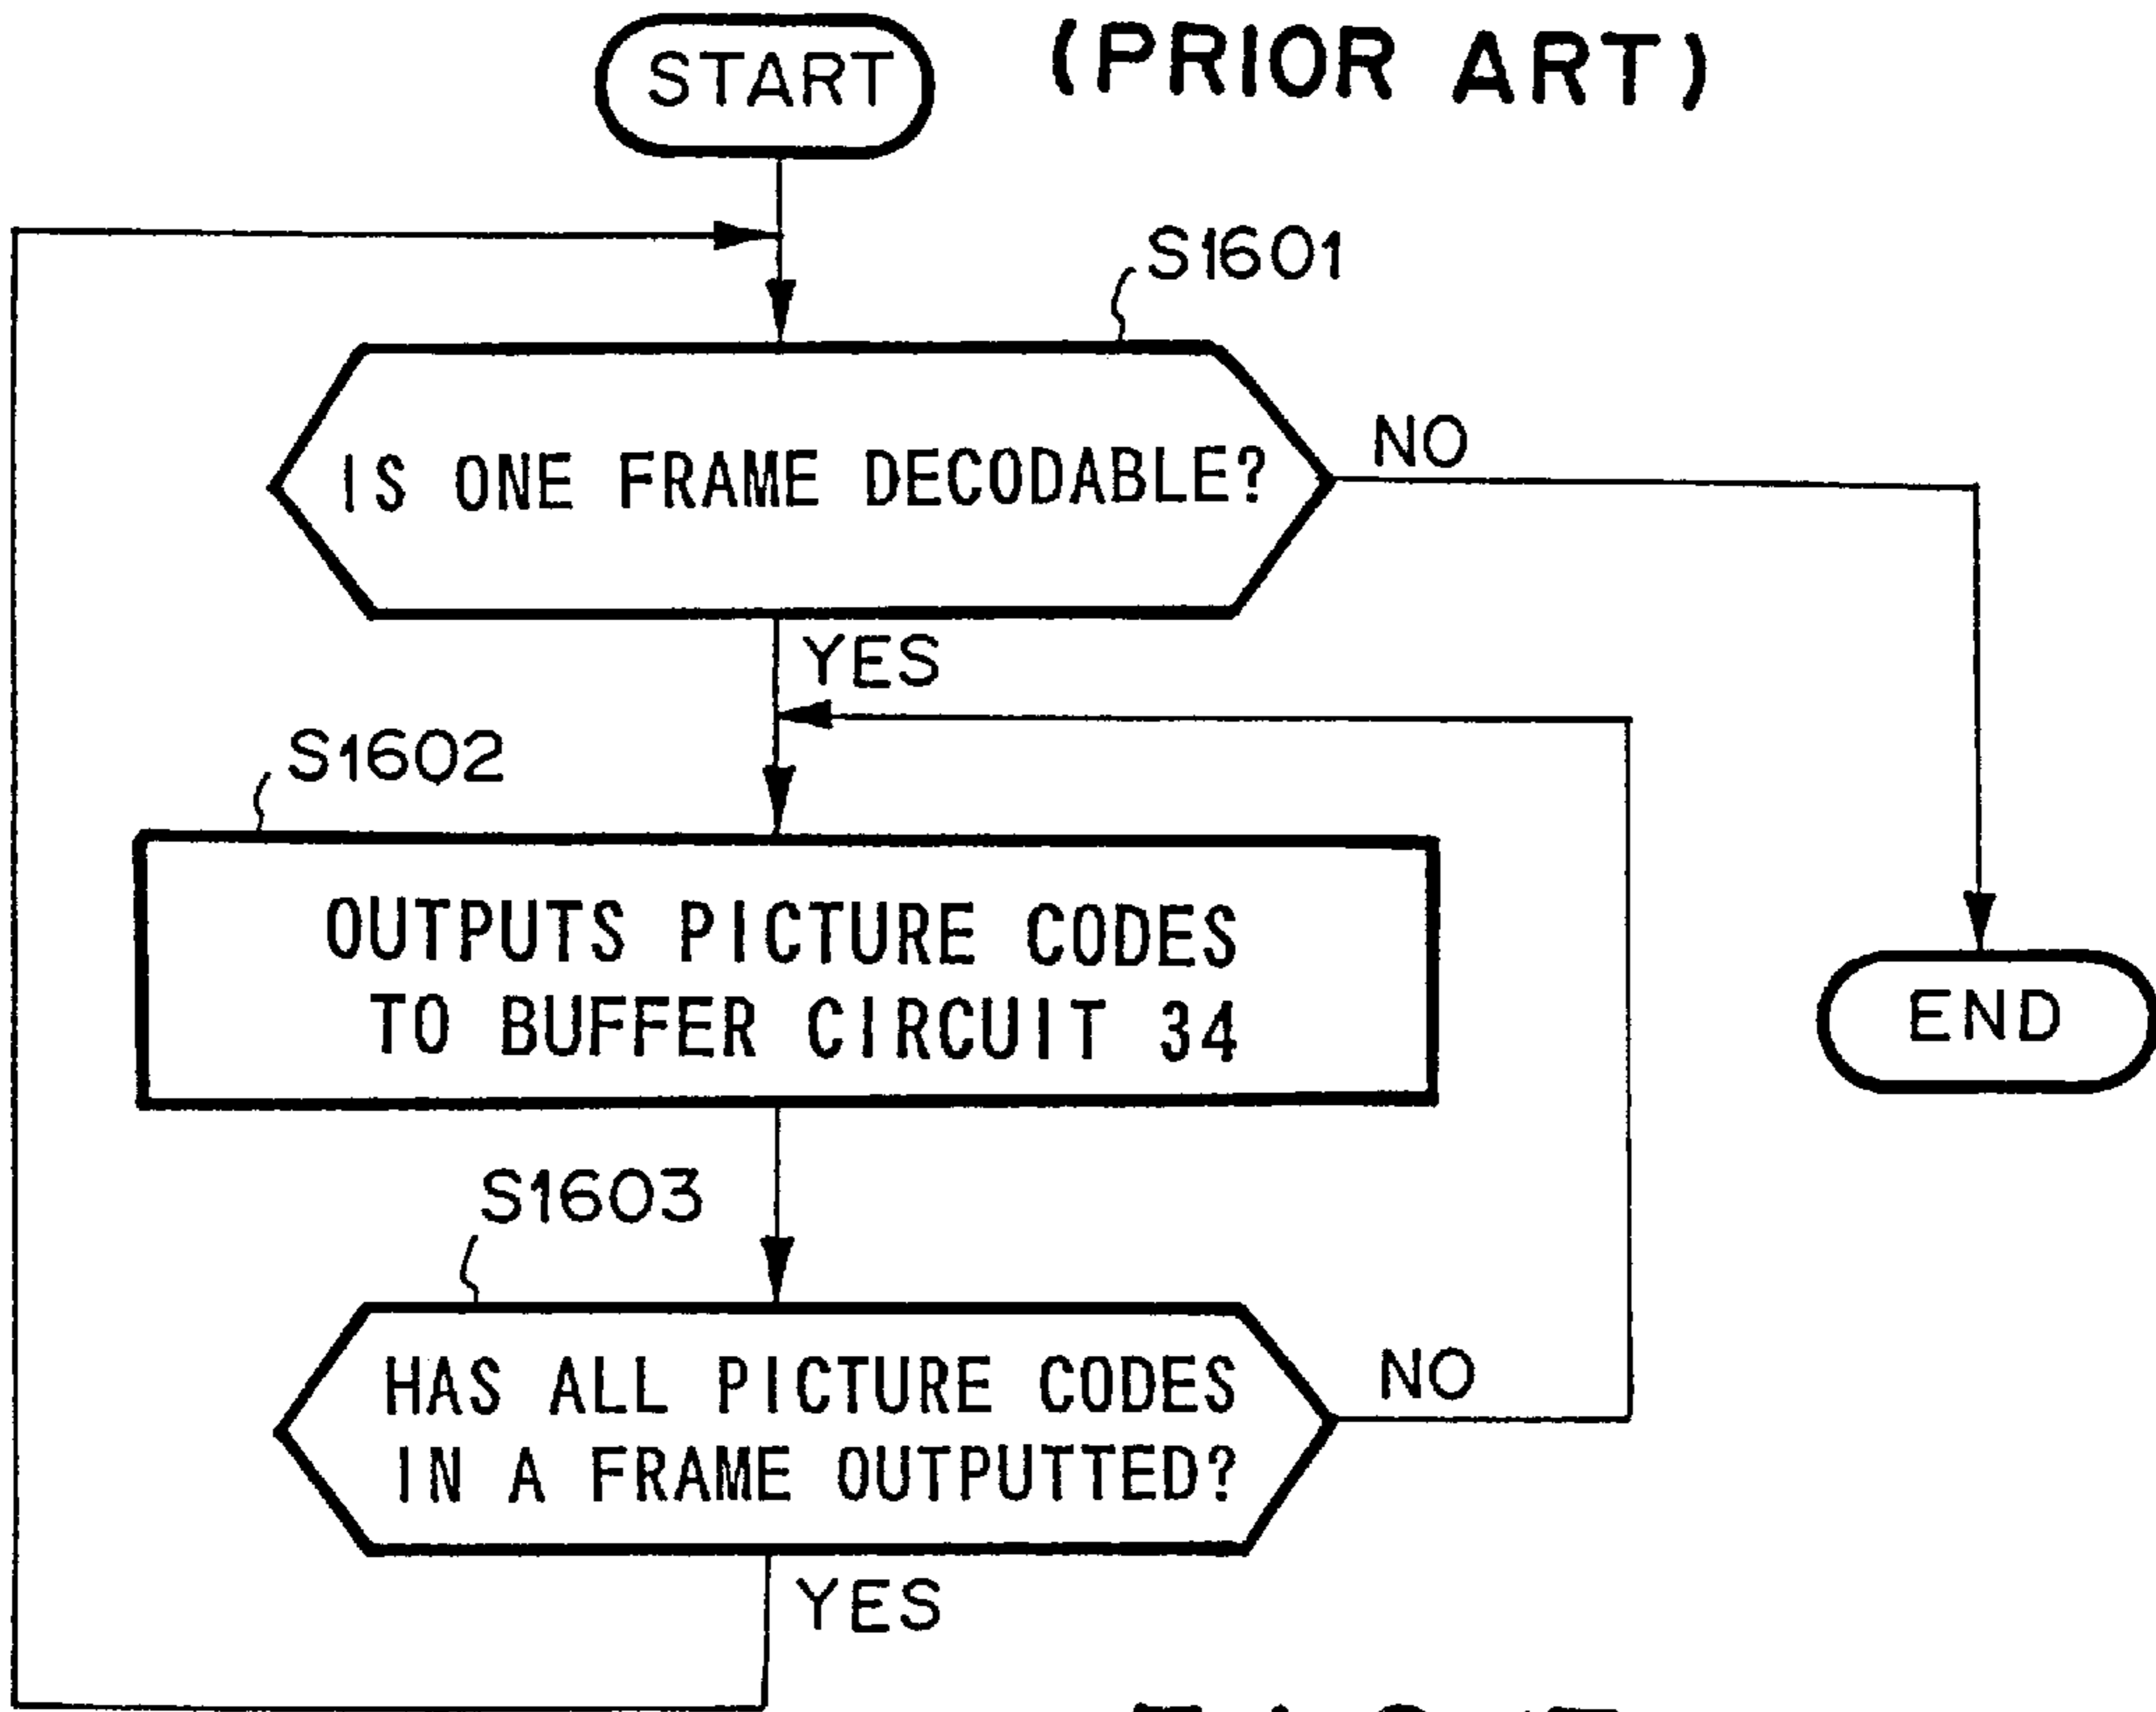 START
(PRIOR ART)
S1601
IS ONE FRAME DECODABLE?
NO
YES
S1602
OUTPUTS PICTURE CODES
TO BUFFER CIRCUIT 34
END
S1603
HAS ALL PICTURE CODES
IN A FRAME OUTPUTTED?
NO
YES